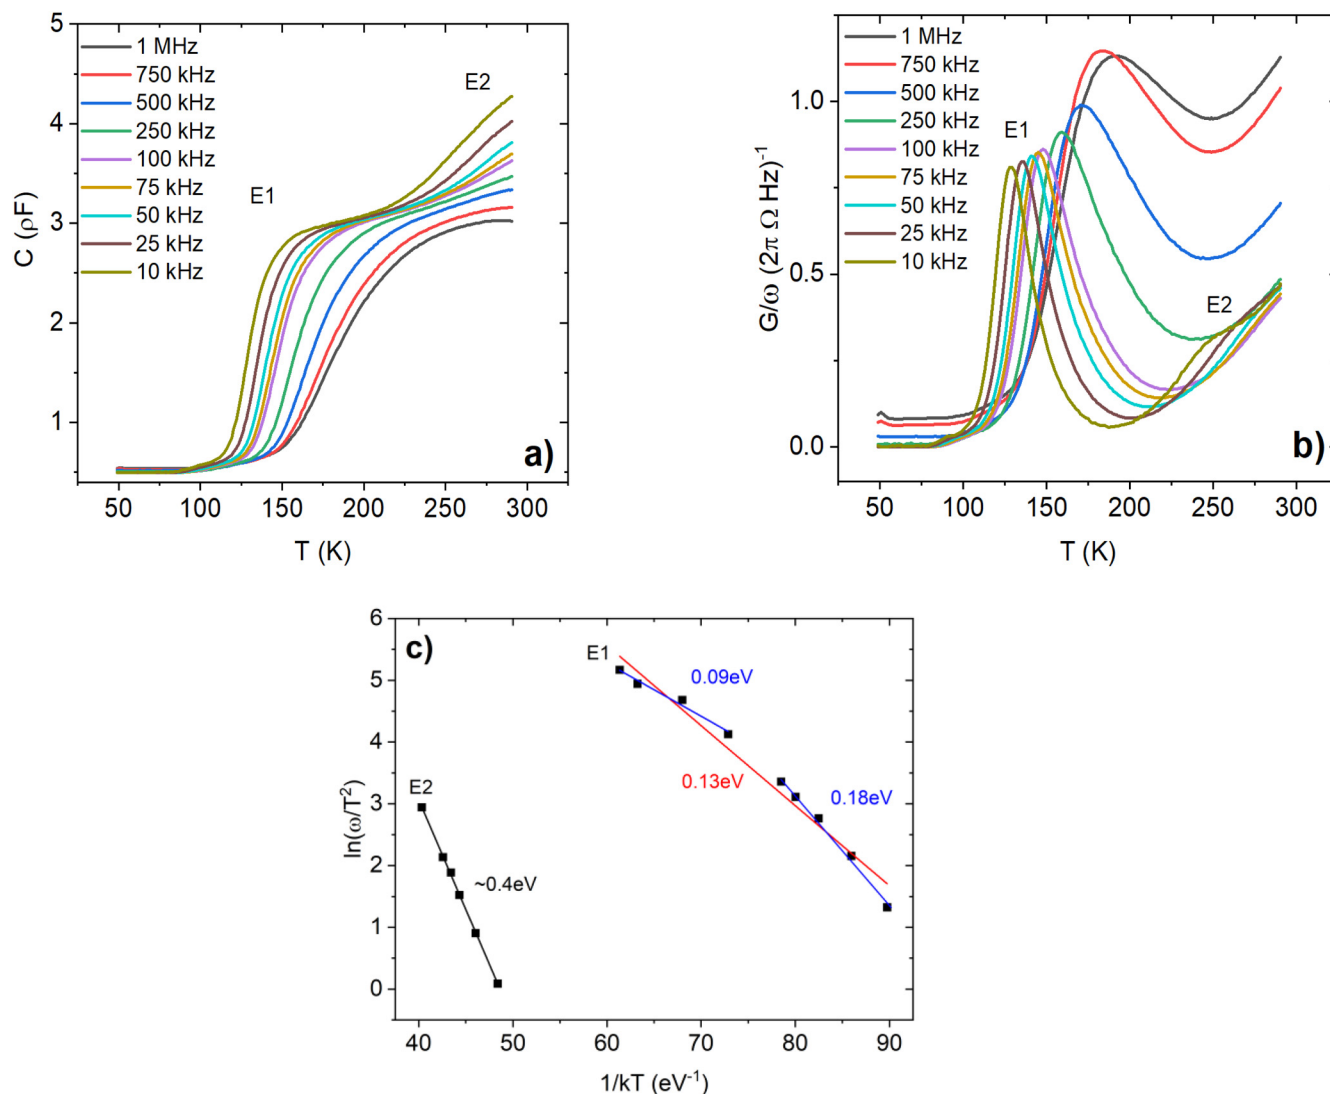 5
4
3
2
1
C (ρF)
1 MHz
750 kHz
500 kHz
250 kHz
100 kHz
75 kHz
50 kHz
25 kHz
10 kHz
E1
E2
a)
50 100 150 200 250 300
T (K)
1.0
0.5
0.0
G/ω (2π Ω Hz)⁻¹
1 MHz
750 kHz
500 kHz
250 kHz
100 kHz
75 kHz
50 kHz
25 kHz
10 kHz
E1
E2
b)
50 100 150 200 250 300
T (K)
6
5
4
3
2
1
0
ln(ω/T²)
c)
E1
0.09eV
0.13eV
0.18eV
E2
~0.4eV
40 50 60 70 80 90
1/kT (eV⁻¹)